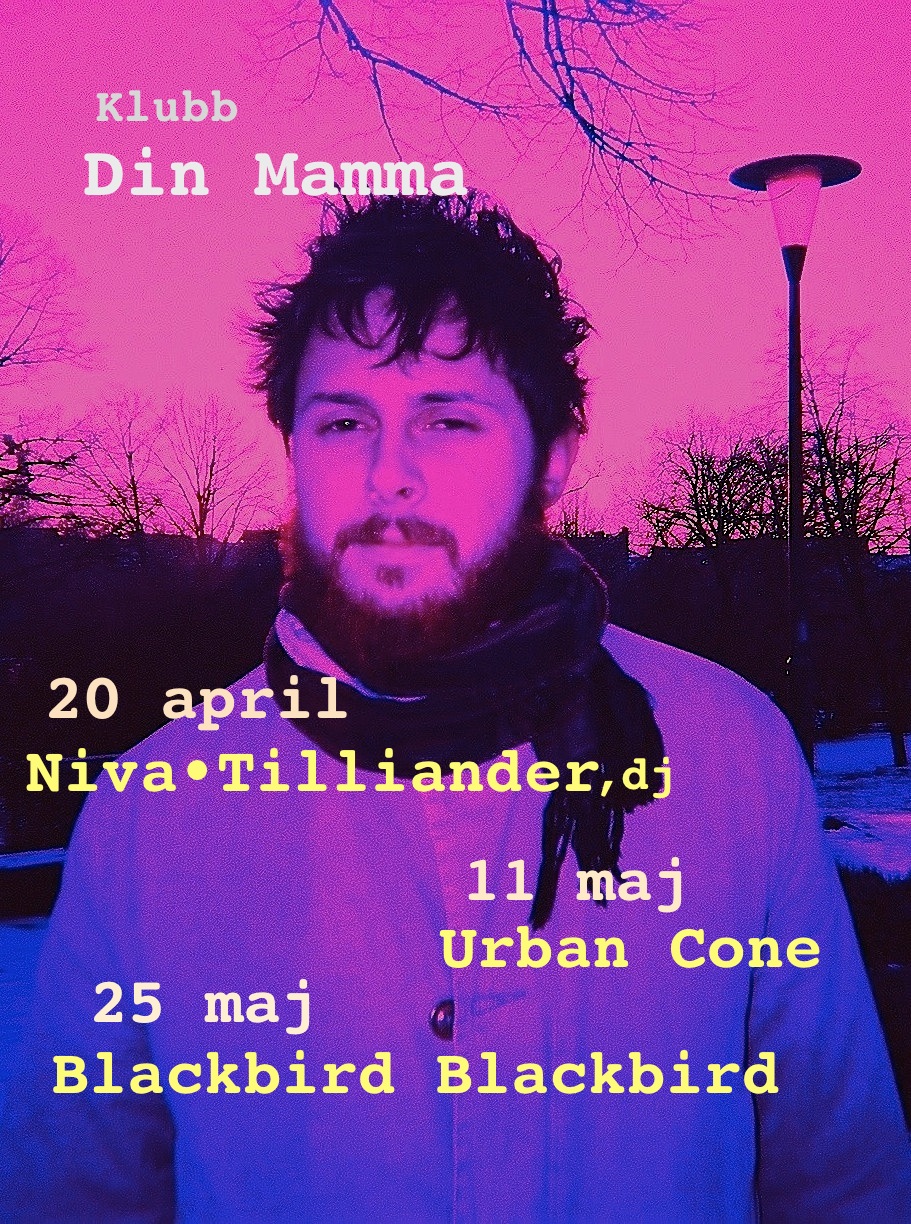 Klubb
Din Mamma
20 april
Niva•Tilliander,dj
11 maj
Urban Cone
25 maj
Blackbird Blackbird